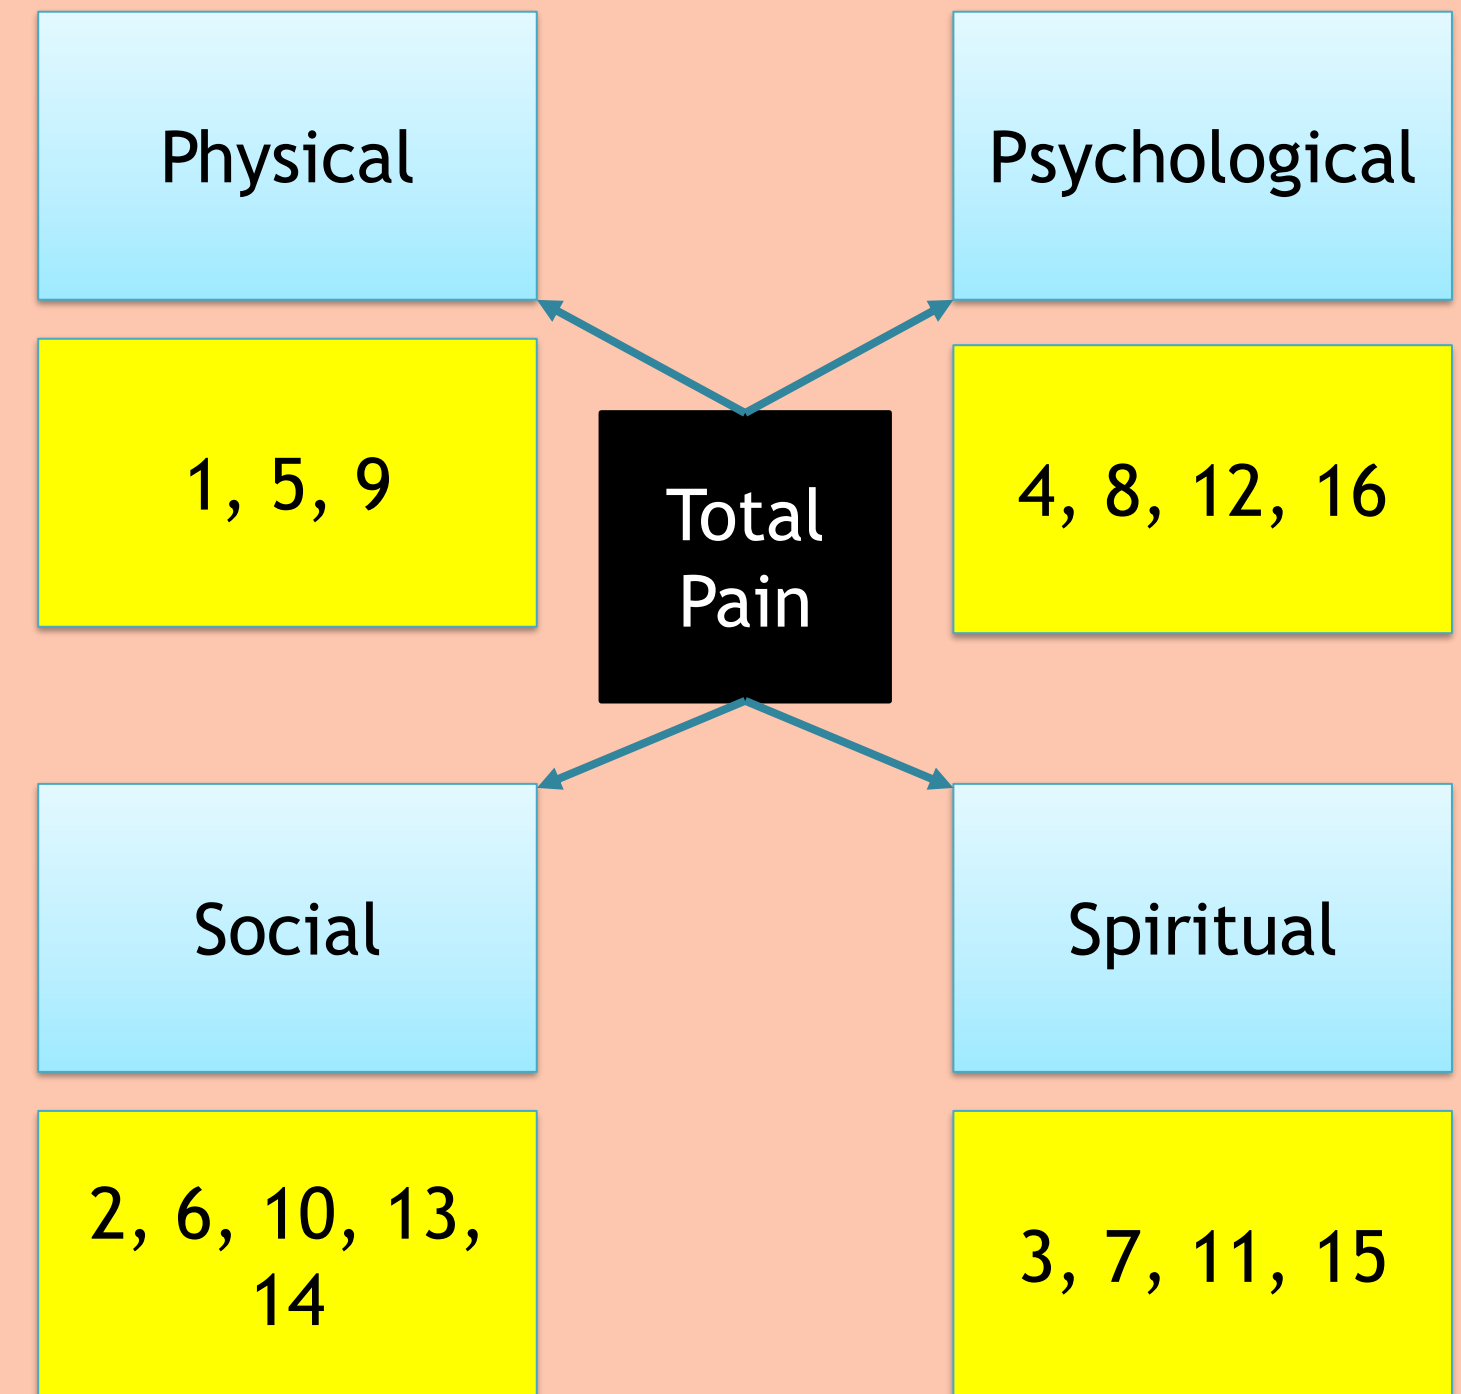 Physical
Psychological
1, 5, 9
Total
Pain
4, 8, 12, 16
Social
Spiritual
2, 6, 10, 13,
14
3, 7, 11, 15